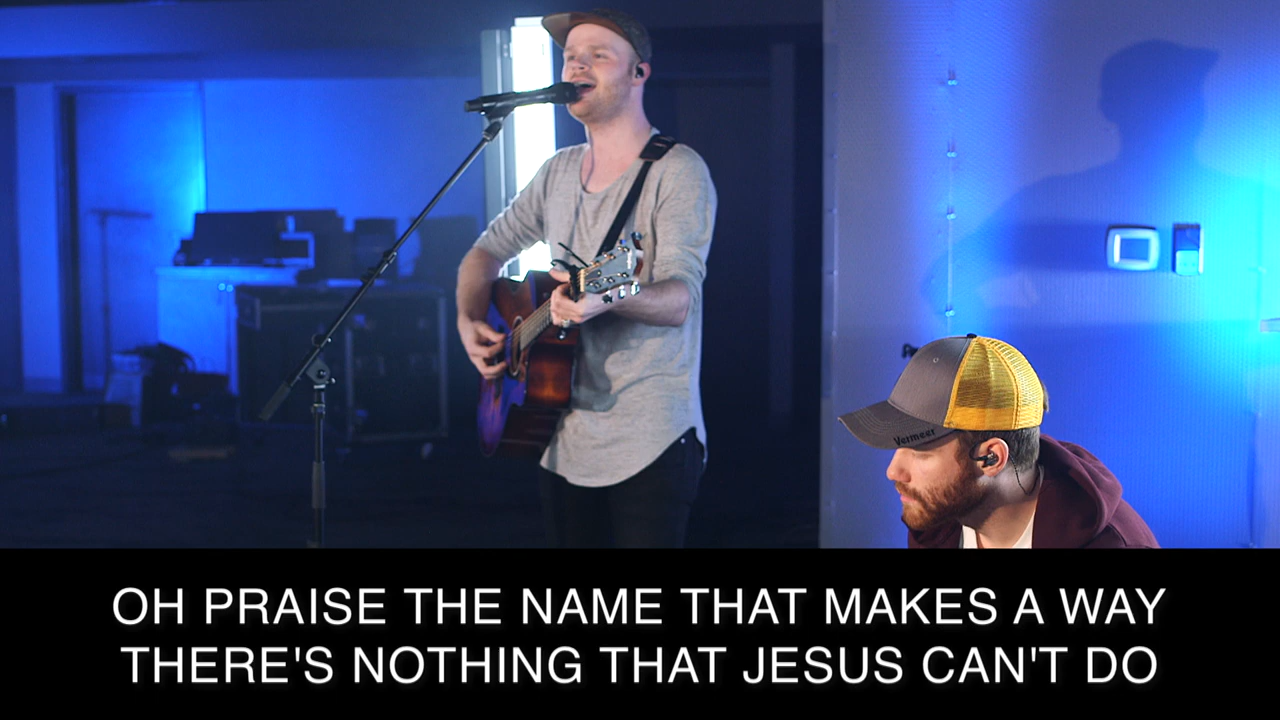 Vermeer
OH PRAISE THE NAME THAT MAKES A WAY
THERE'S NOTHING THAT JESUS CAN'T DO